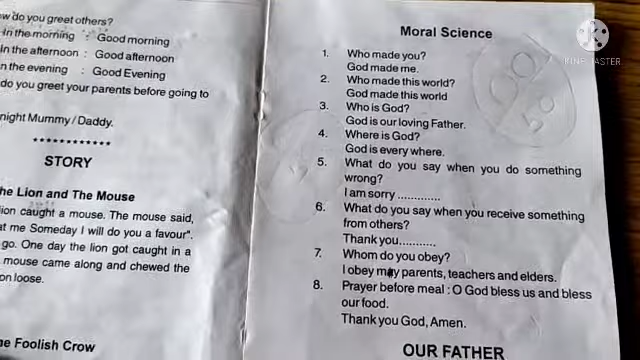 w do you greet others?
In the morning : Good morning
In the afternoon : Good afternoon
n the evening : Good Evening
do you greet your parents before going to
night Mummy/Daddy.
************
STORY
he Lion and The Mouse
ion caught a mouse. The mouse said,
at me Someday I will do you a favour".
go. One day the lion got caught in a
mouse came along and chewed the
on loose.
he Foolish Crow
Moral Science
1. Who made you?
God made me.
2. Who made this world?
God made this world
3. Who is God?
God is our loving Father.
4. Where is God?
God is every where.
5. What do you say when you do something
wrong?
I am sorry .............
6. What do you say when you receive something
from others?
Thank you...........
7. Whom do you obey?
I obey may parents, teachers and elders.
8. Prayer before meal : O God bless us and bless
our food.
Thank you God, Amen.
OUR FATHER
KINEMASTER